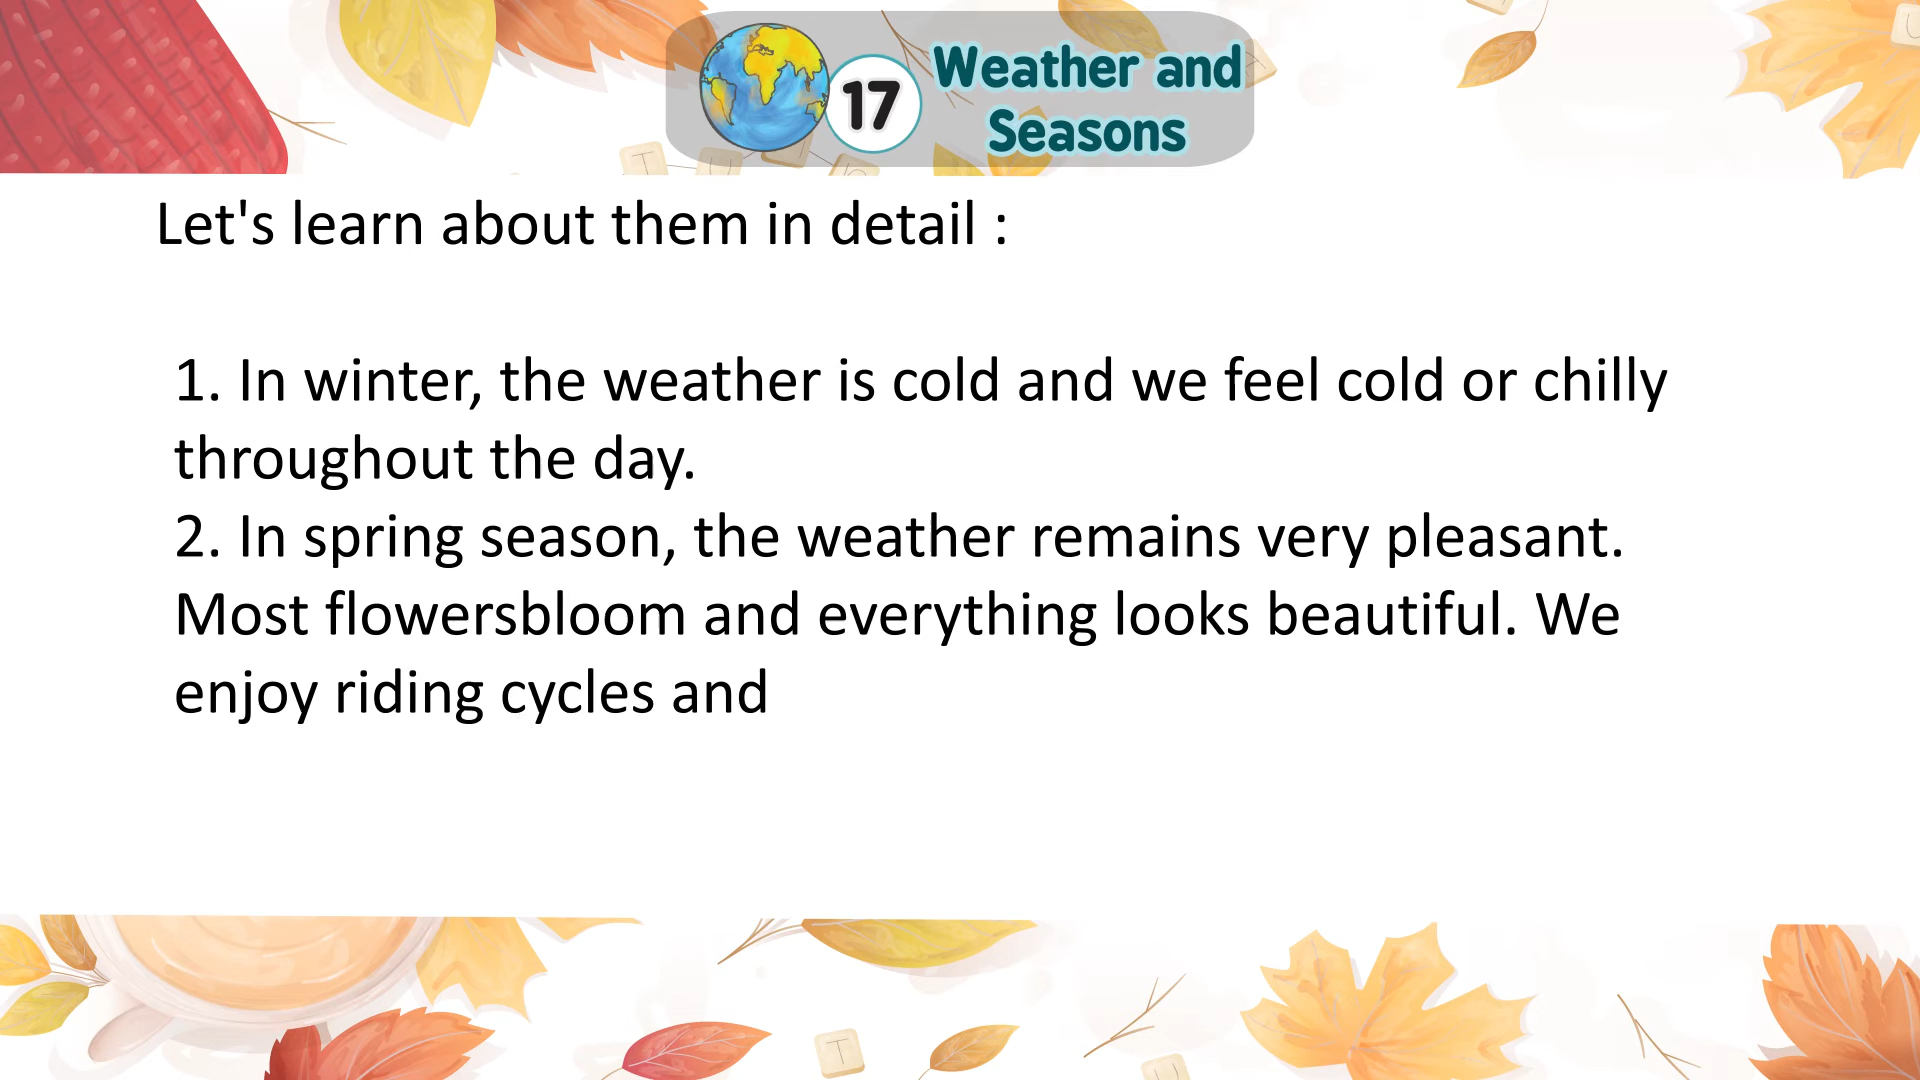 17
Weather and
Seasons
Let's learn about them in detail :
1. In winter, the weather is cold and we feel cold or chilly
throughout the day.
2. In spring season, the weather remains very pleasant.
Most flowersbloom and everything looks beautiful. We
enjoy riding cycles and
T